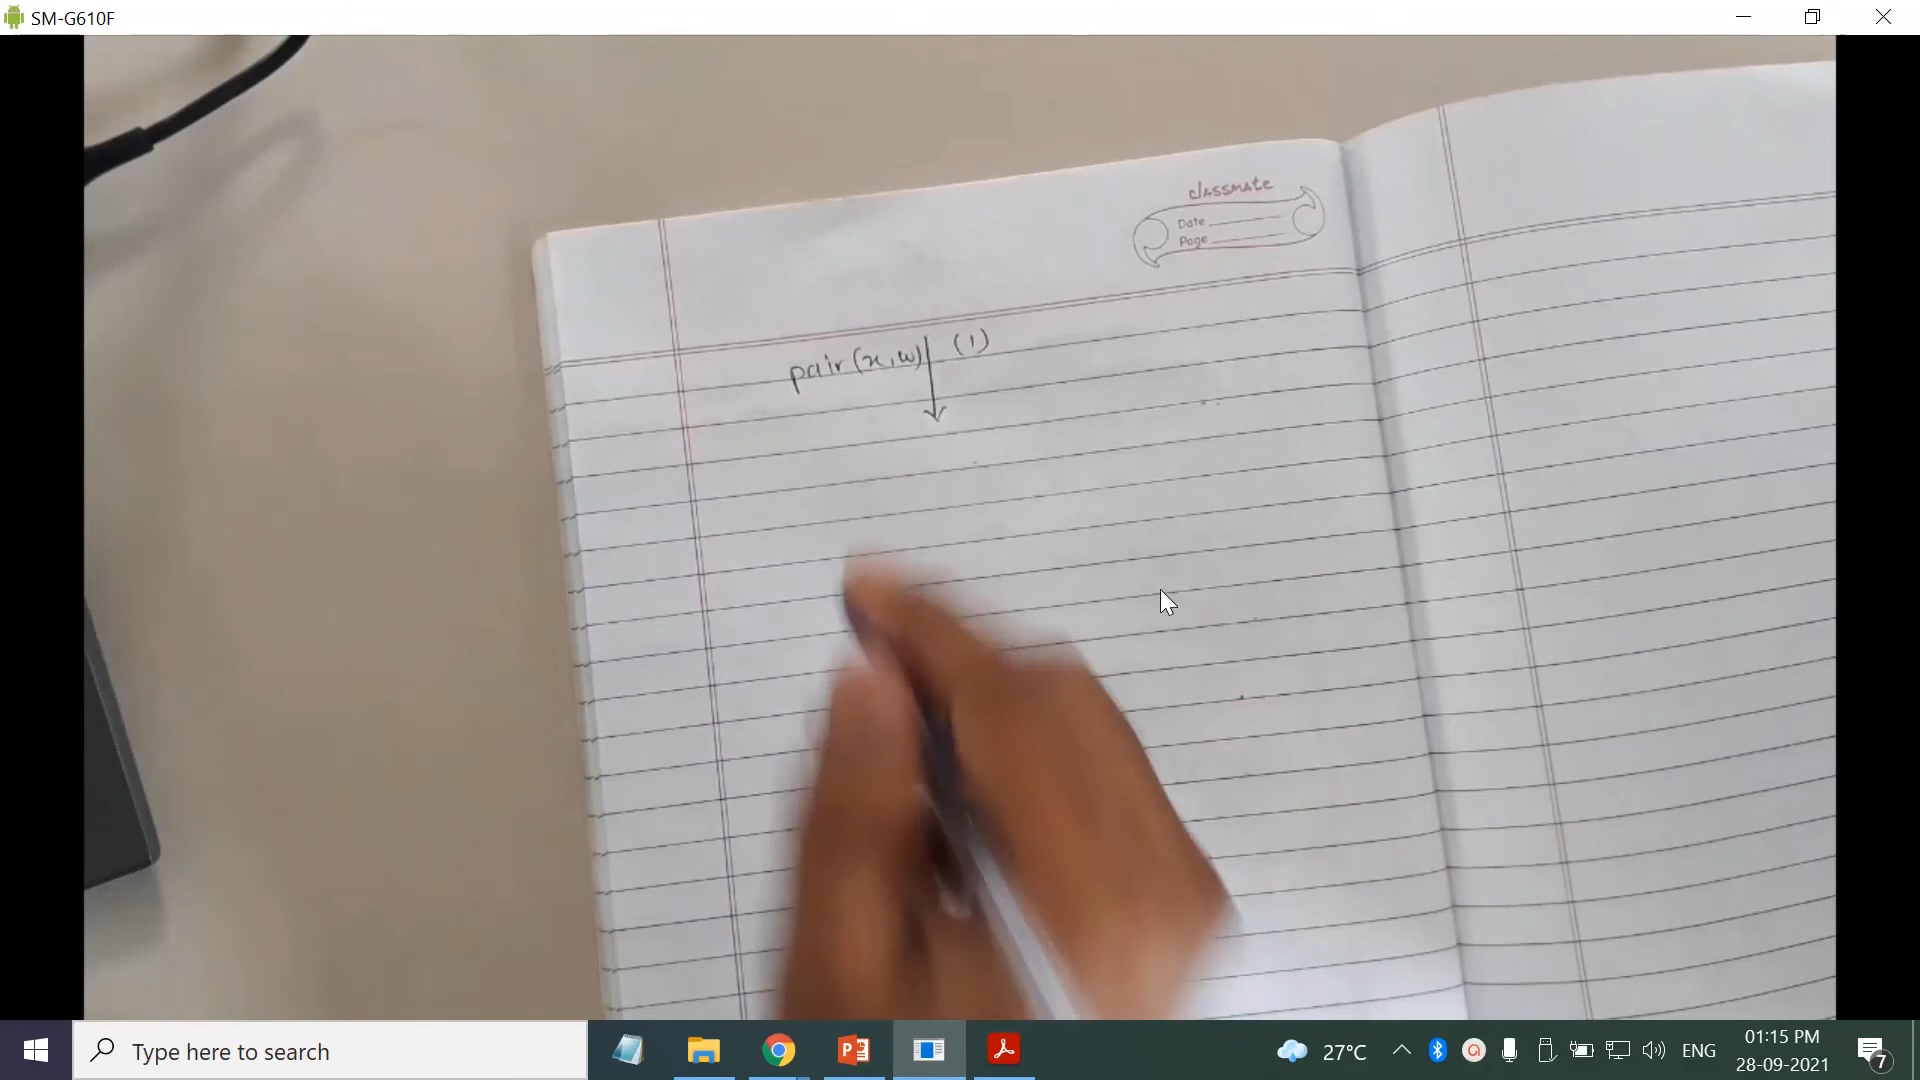 SM-G610F
classmate
Date
Page
pair(x,w) (1)
Type here to search
27°C
ENG
01:15 PM
28-09-2021
7